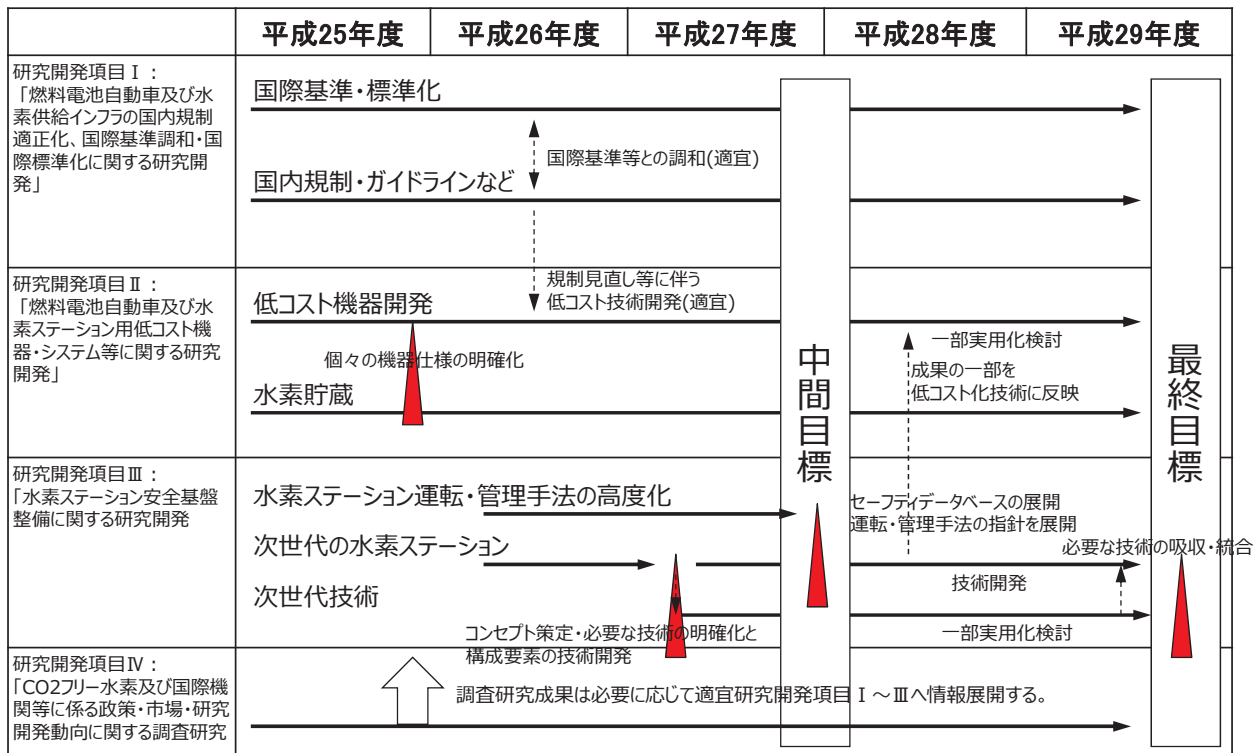 平成25年度 平成26年度 平成27年度 平成28年度 平成29年度
研究開発項目Ⅰ：
「燃料電池自動車及び水
素供給インフラの国内規制
適正化、国際基準調和・国
際標準化に関する研究開
発」
国際基準・標準化
国際基準等との調和(適宜)
国内規制・ガイドラインなど
研究開発項目Ⅱ：
「燃料電池自動車及び水
素ステーション用低コスト機
器・システム等に関する研究
開発」
規制見直し等に伴う
低コスト技術開発(適宜)
低コスト機器開発
個々の機器仕様の明確化
水素貯蔵
一部実用化検討
成果の一部を
低コスト化技術に反映
中間目標
最終目標
研究開発項目Ⅲ：
「水素ステーション安全基盤
整備に関する研究開発
水素ステーション運転・管理手法の高度化
セーフティデータベースの展開
運転・管理手法の指針を展開
次世代の水素ステーション
必要な技術の吸収・統合
技術開発
次世代技術
コンセプト策定・必要な技術の明確化と
構成要素の技術開発
一部実用化検討
研究開発項目Ⅳ：
「CO2フリー水素及び国際機
関等に係る政策・市場・研究
開発動向に関する調査研究
調査研究成果は必要に応じて適宜研究開発項目Ⅰ～Ⅲへ情報展開する。